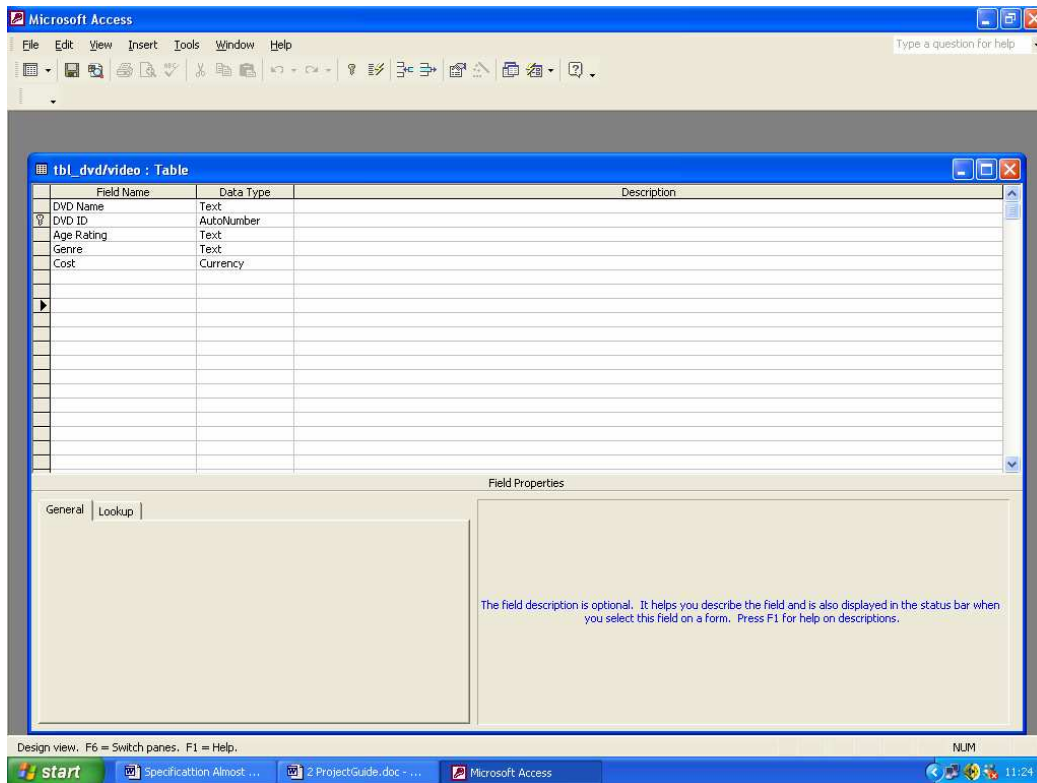 Microsoft Access
File Edit View Insert Tools Window Help
Type a question for help
tbl_dvd/video : Table
Field Name Data Type Description
DVD Name Text
DVD ID AutoNumber
Age Rating Text
Genre Text
Cost Currency
Field Properties
General Lookup
The field description is optional. It helps you describe the field and is also displayed in the status bar when
you select this field on a form. Press F1 for help on descriptions.
Design view. F6 = Switch panes. F1 = Help. NUM
start Specifcattion Almost ... 2 ProjectGuide.doc - ... Microsoft Access 11:24